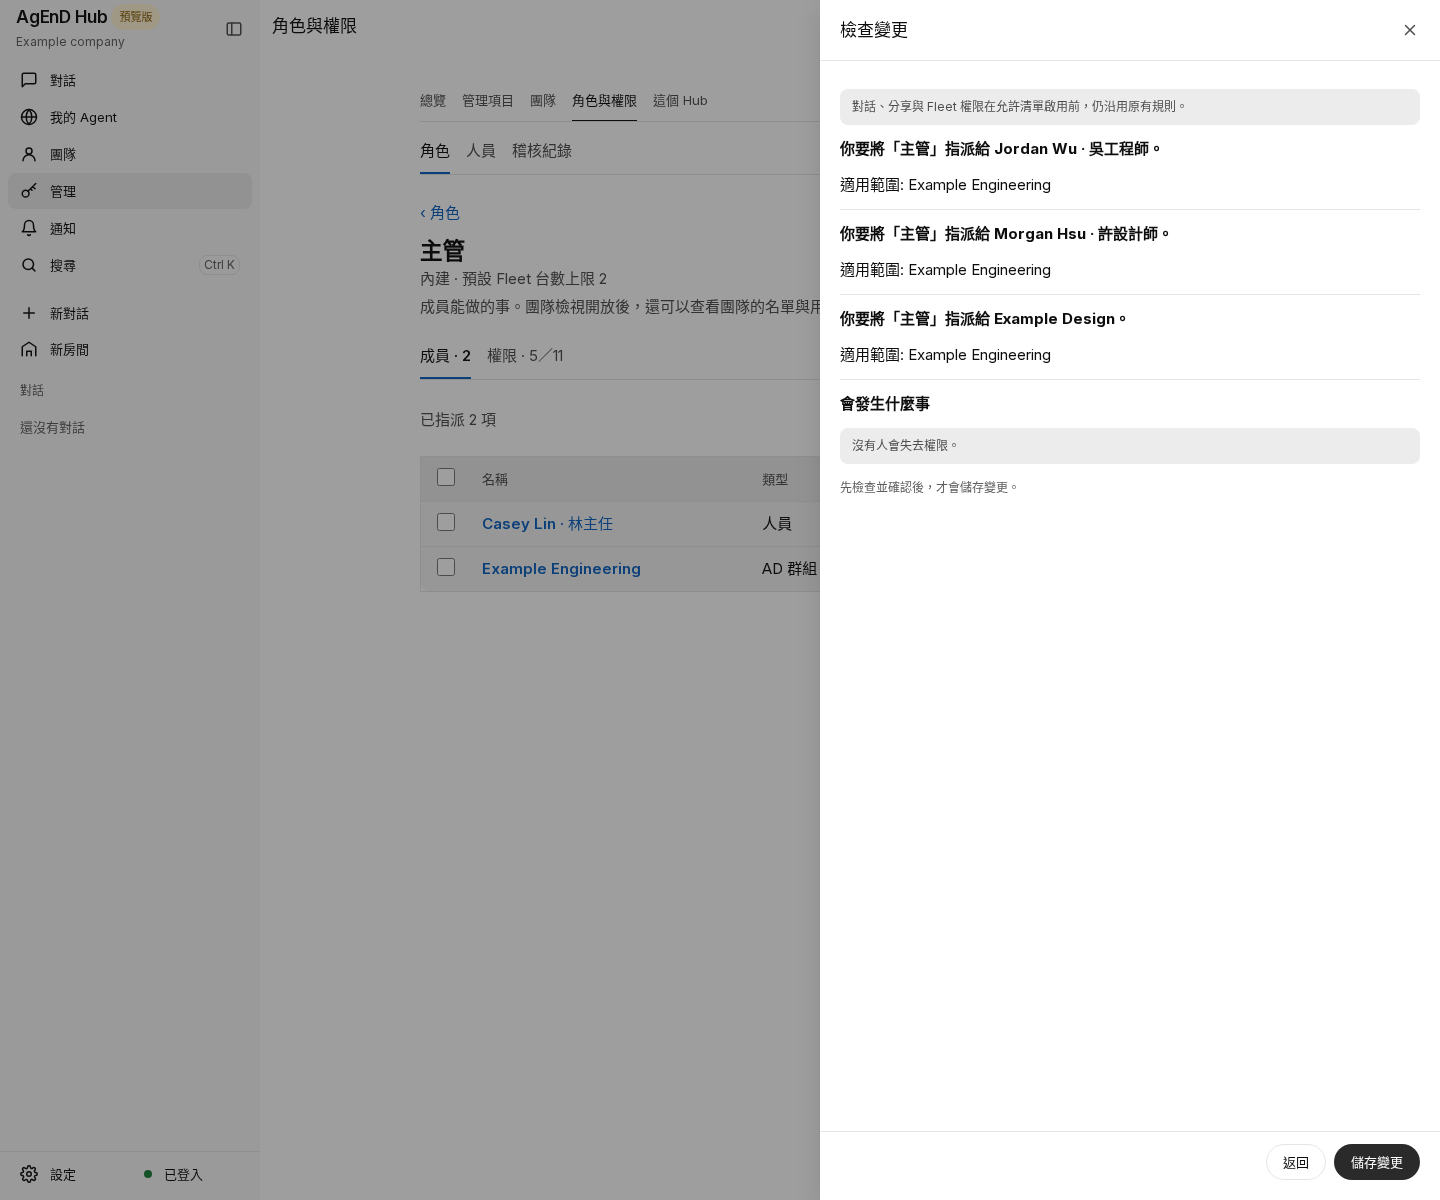 AgEnD Hub 預覽版
Example company
對話
我的 Agent
團隊
管理
通知
搜尋 Ctrl K
新對話
新房間
對話
還沒有對話
設定
已登入
角色與權限
總覽 管理項目 團隊 角色與權限 這個 Hub
角色 人員 稽核紀錄
‹ 角色
主管
內建 · 預設 Fleet 台數上限 2
成員能做的事。團隊檢視開放後，還可以查看團隊的名單與用
成員 · 2 權限 · 5／11
已指派 2 項
名稱 類型
Casey Lin · 林主任 人員
Example Engineering AD 群組
檢查變更
對話、分享與 Fleet 權限在允許清單啟用前，仍沿用原有規則。
你要將「主管」指派給 Jordan Wu · 吳工程師。
適用範圍: Example Engineering
你要將「主管」指派給 Morgan Hsu · 許設計師。
適用範圍: Example Engineering
你要將「主管」指派給 Example Design。
適用範圍: Example Engineering
會發生什麼事
沒有人會失去權限。
先檢查並確認後，才會儲存變更。
返回 儲存變更